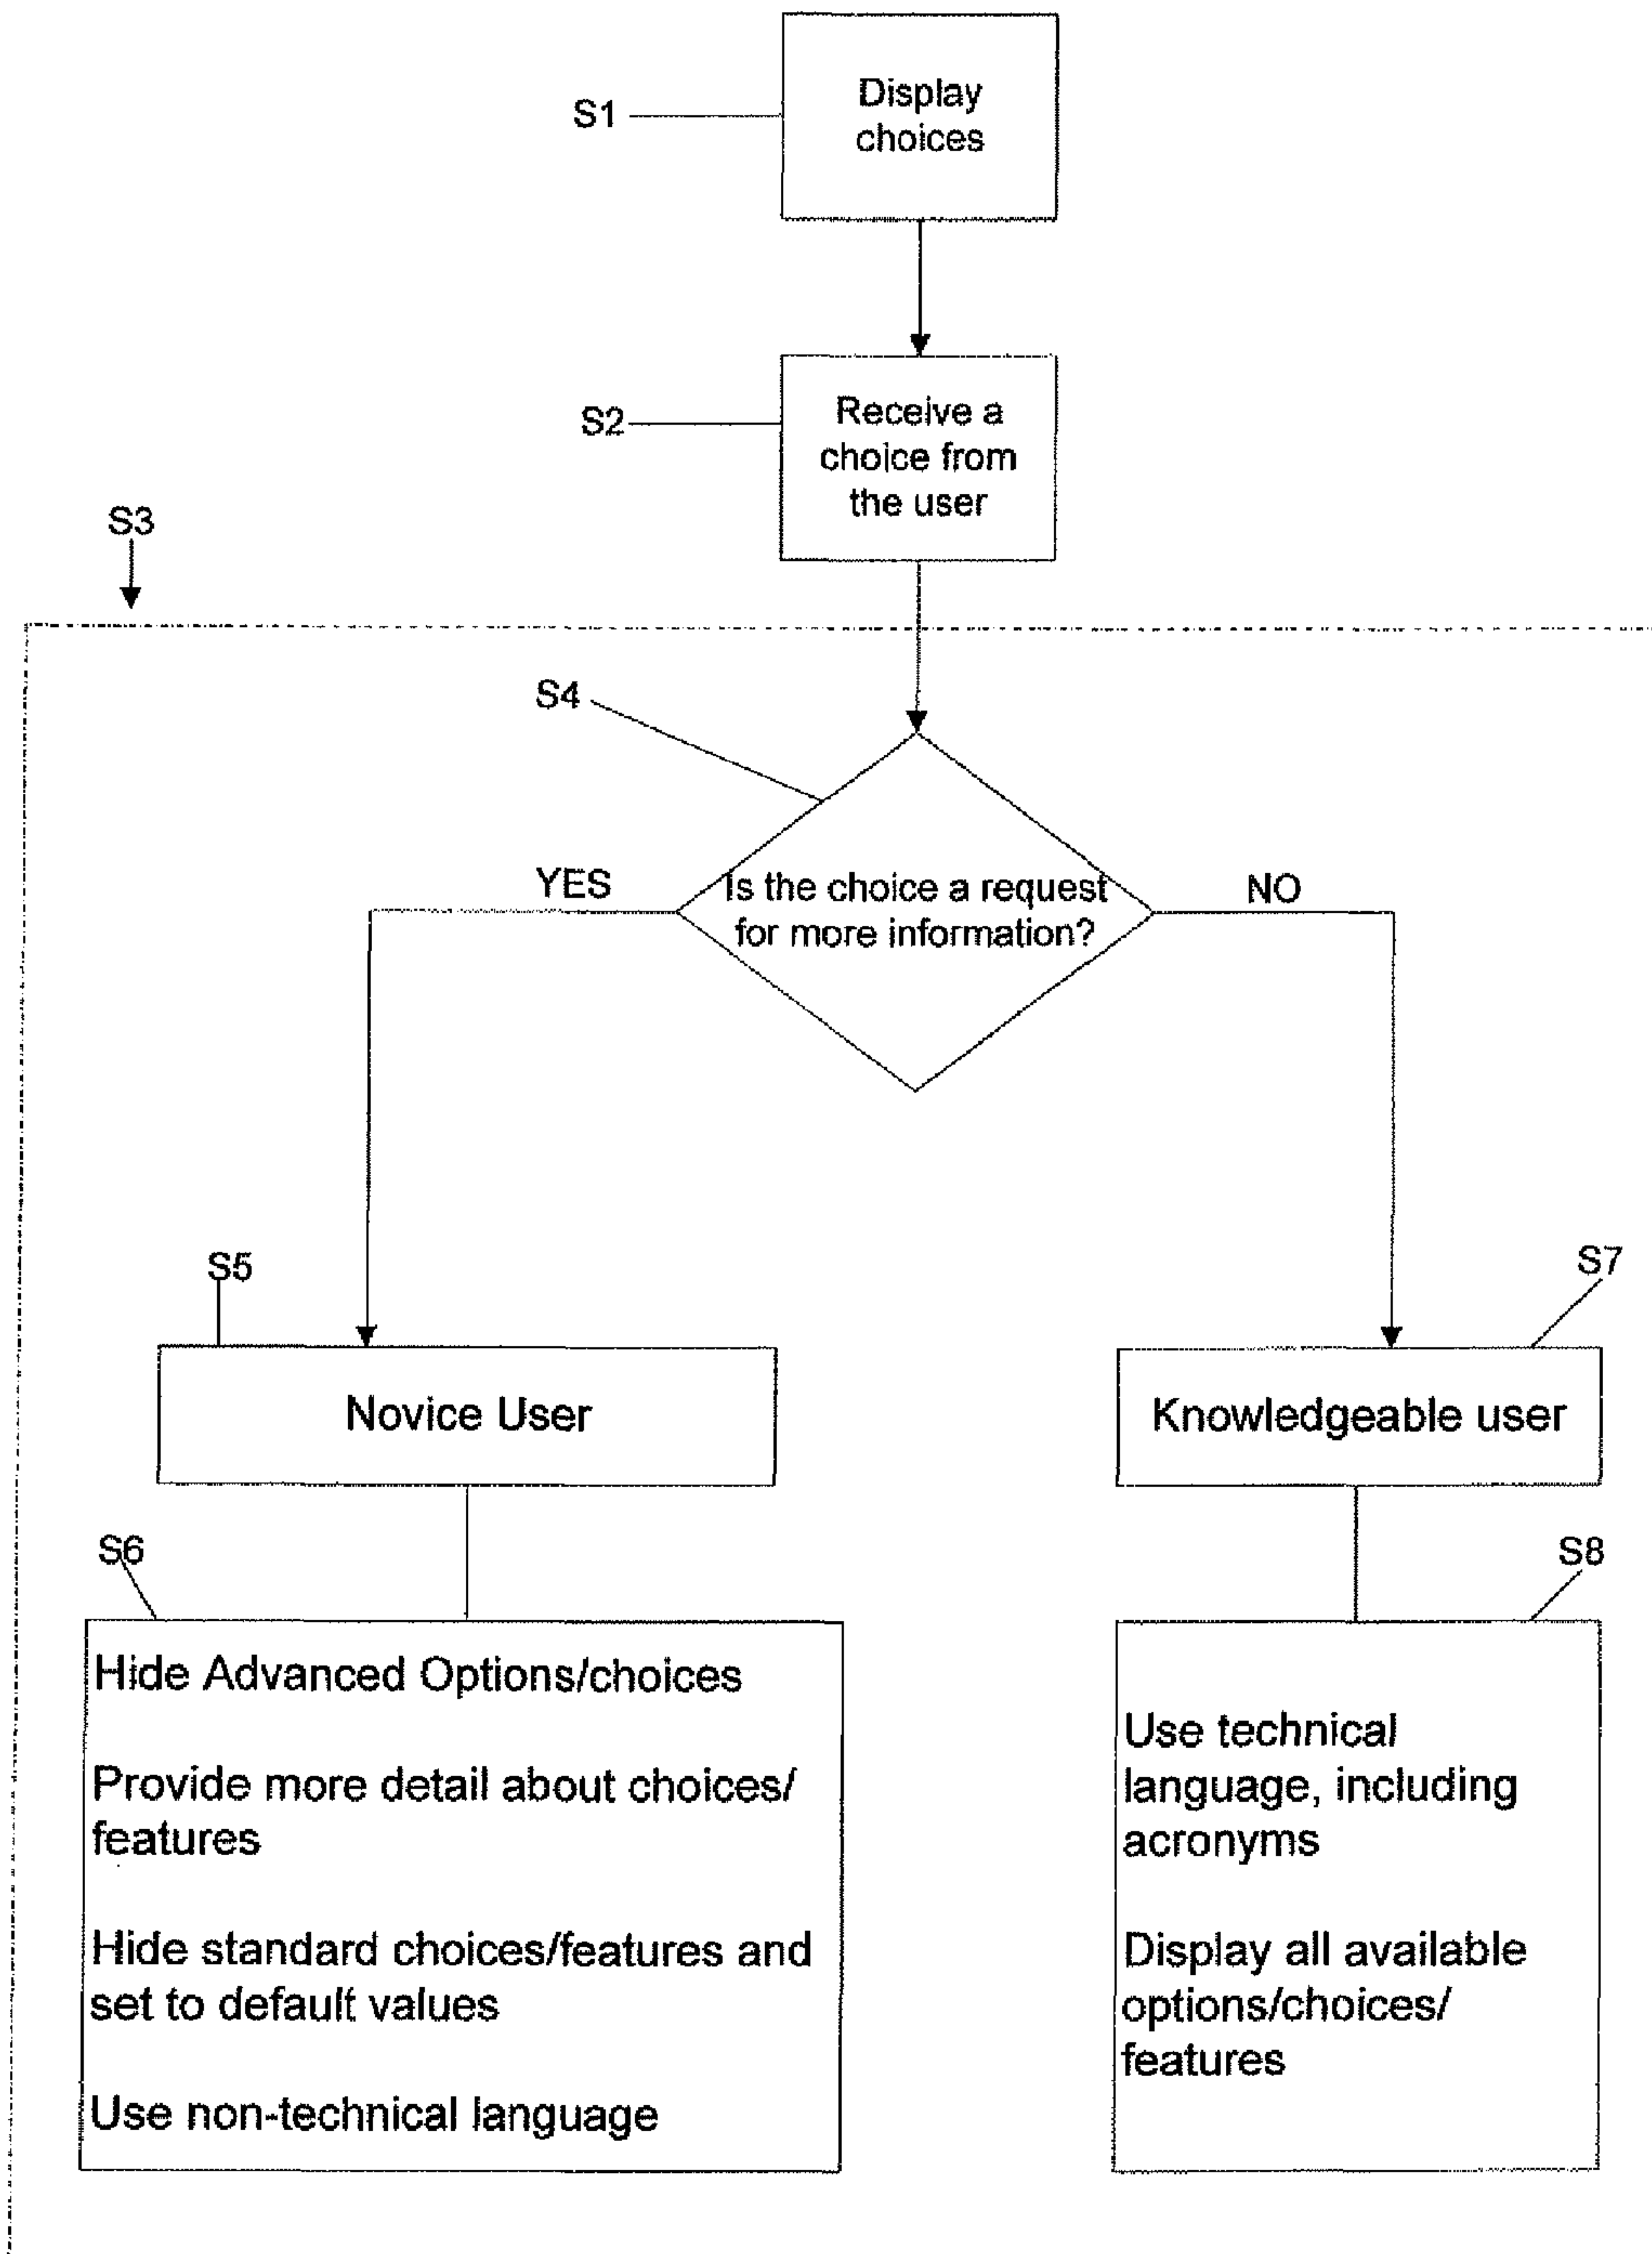 S1
Display
choices
S2
Receive a
choice from
the user
S3
S4
YES
Is the choice a request
for more information?
NO
S5
Novice User
S7
Knowledgeable user
S6
Hide Advanced Options/choices
Provide more detail about choices/
features
Hide standard choices/features and
set to default values
Use non-technical language
S8
Use technical
language, including
acronyms
Display all available
options/choices/
features